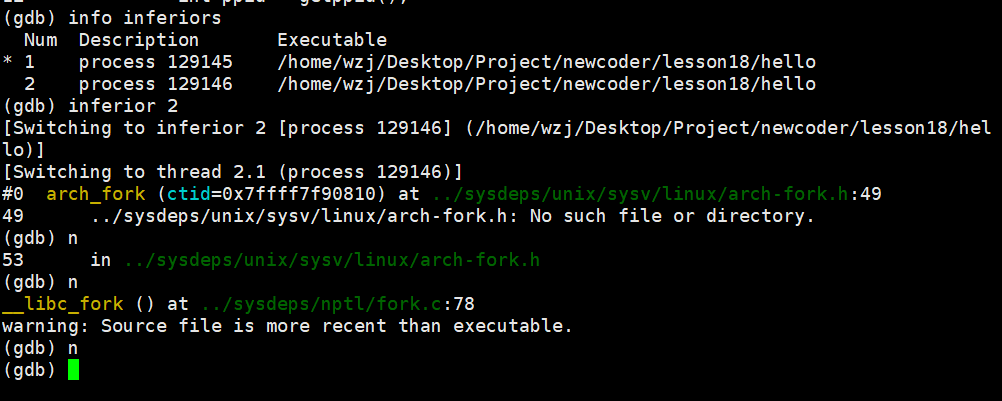 (gdb) info inferiors
  Num  Description       Executable
* 1    process 129145    /home/wzj/Desktop/Project/newcoder/lesson18/hello
  2    process 129146    /home/wzj/Desktop/Project/newcoder/lesson18/hello
(gdb) inferior 2
[Switching to inferior 2 [process 129146] (/home/wzj/Desktop/Project/newcoder/lesson18/hel
lo)]
[Switching to thread 2.1 (process 129146)]
#0  arch_fork (ctid=0x7ffff7f90810) at ../sysdeps/unix/sysv/linux/arch-fork.h:49
49      ../sysdeps/unix/sysv/linux/arch-fork.h: No such file or directory.
(gdb) n
53      in ../sysdeps/unix/sysv/linux/arch-fork.h
(gdb) n
__libc_fork () at ../sysdeps/nptl/fork.c:78
warning: Source file is more recent than executable.
(gdb) n
(gdb)